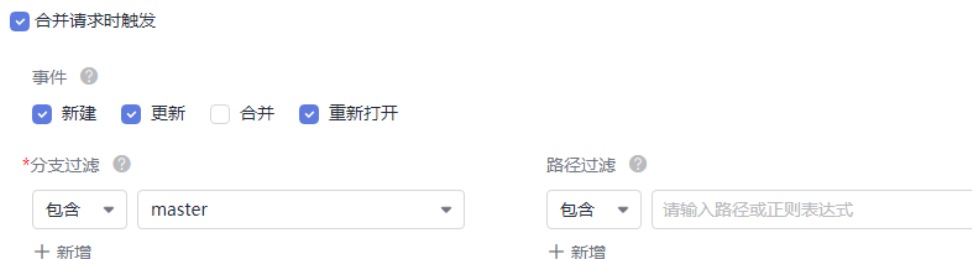 合并请求时触发
事件 ?
新建 更新 合并 重新打开
*分支过滤 ? 路径过滤 ?
包含 master 包含 请输入路径或正则表达式
+ 新增 + 新增